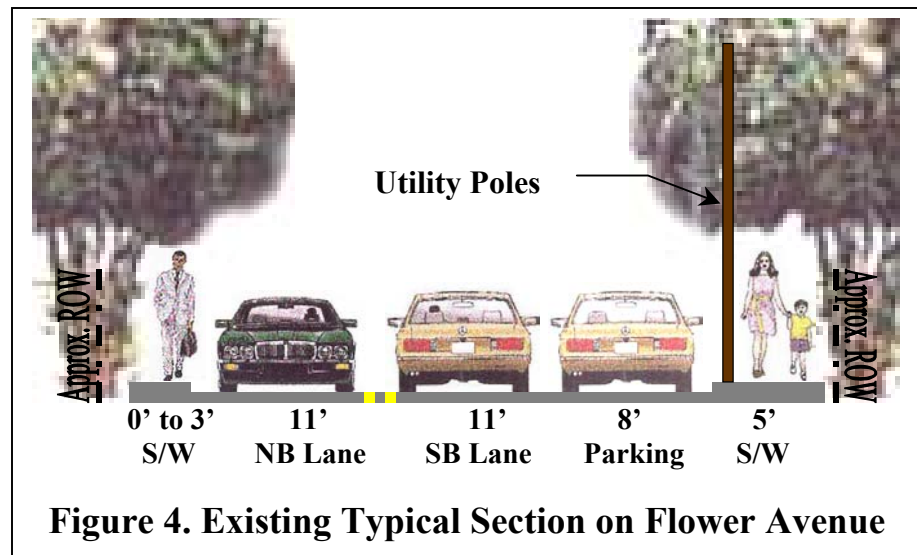 Utility Poles
Approx. ROW
Approx. ROW
0’ to 3’ 11’ 11’ 8’ 5’
S/W NB Lane SB Lane Parking S/W
Figure 4. Existing Typical Section on Flower Avenue